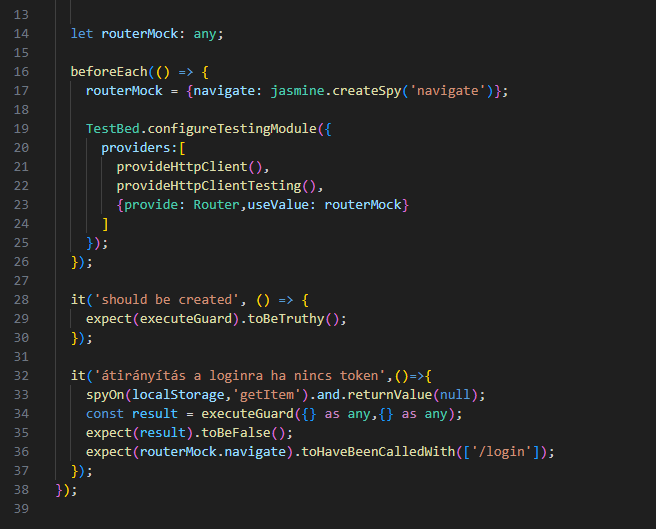 13
14 let routerMock: any;
15
16 beforeEach(() => {
17 routerMock = {navigate: jasmine.createSpy('navigate')};
18
19 TestBed.configureTestingModule({
20 providers:[
21 provideHttpClient(),
22 provideHttpClientTesting(),
23 {provide: Router,useValue: routerMock}
24 ]
25 });
26 });
27
28 it('should be created', () => {
29 expect(executeGuard).toBeTruthy();
30 });
31
32 it('átirányítás a loginra ha nincs token',()=>{
33 spyOn(localStorage,'getItem').and.returnValue(null);
34 const result = executeGuard({} as any,{} as any);
35 expect(result).toBeFalse();
36 expect(routerMock.navigate).toHaveBeenCalledWith(['/login']);
37 });
38 });
39